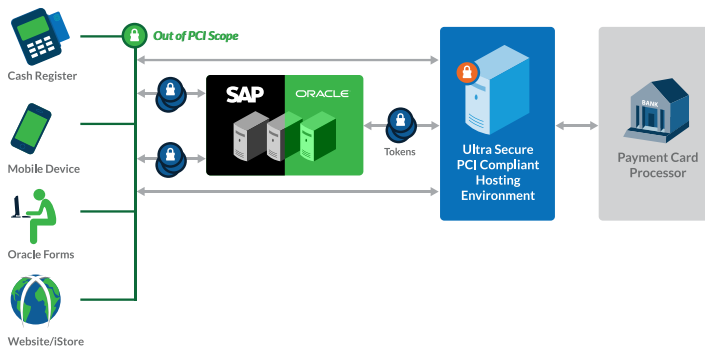 Out of PCI Scope
Cash Register
SAP
ORACLE
Mobile Device
Tokens
Ultra Secure
PCI Compliant
Hosting
Environment
BANK
Payment Card
Processor
Oracle Forms
Website/iStore